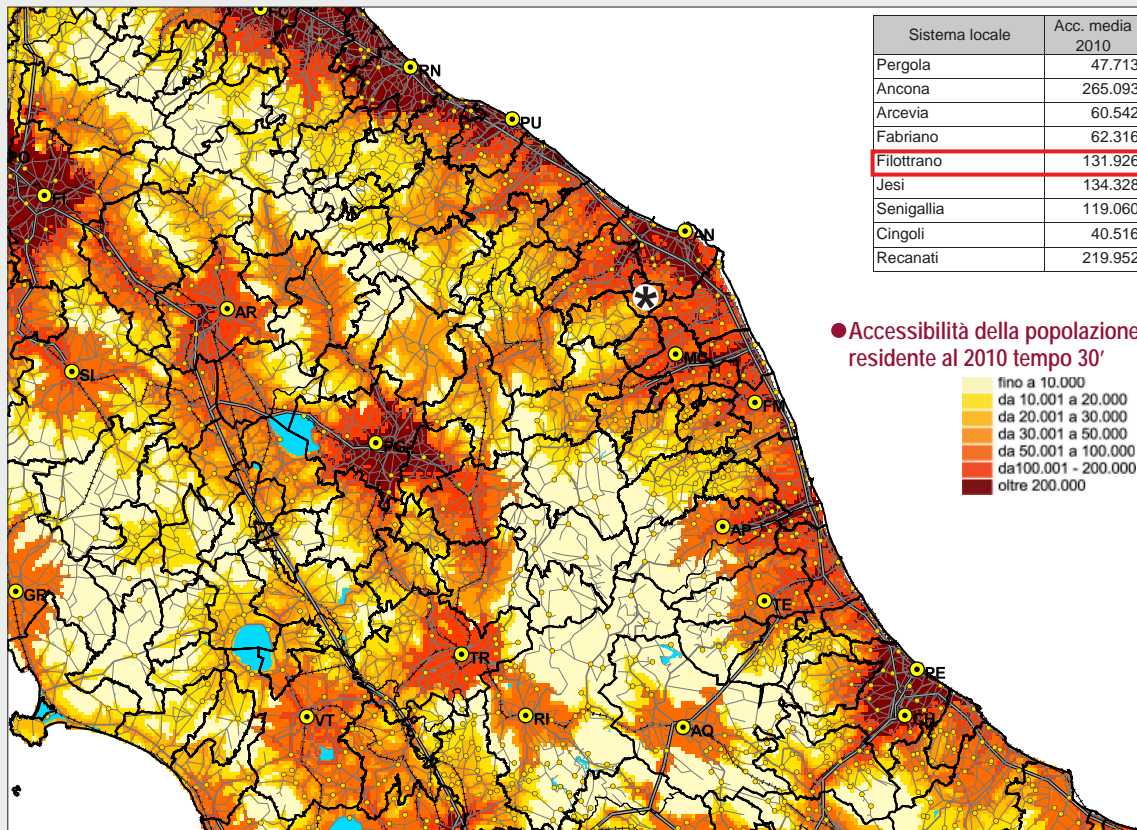 Sistema locale Acc. media 2010
Pergola 47.713
Ancona 265.093
Arcevia 60.542
Fabriano 62.316
Filottrano 131.926
Jesi 134.328
Senigallia 119.060
Cingoli 40.516
Recanati 219.952
Accessibilità della popolazione
residente al 2010 tempo 30'
fino a 10.000
da 10.001 a 20.000
da 20.001 a 30.000
da 30.001 a 50.000
da 50.001 a 100.000
da100.001 - 200.000
oltre 200.000
RN
PU
FI
AN
AR
MC
SI
FM
PG
AP
GR
TE
TR
PE
VT
RI
AQ
CH